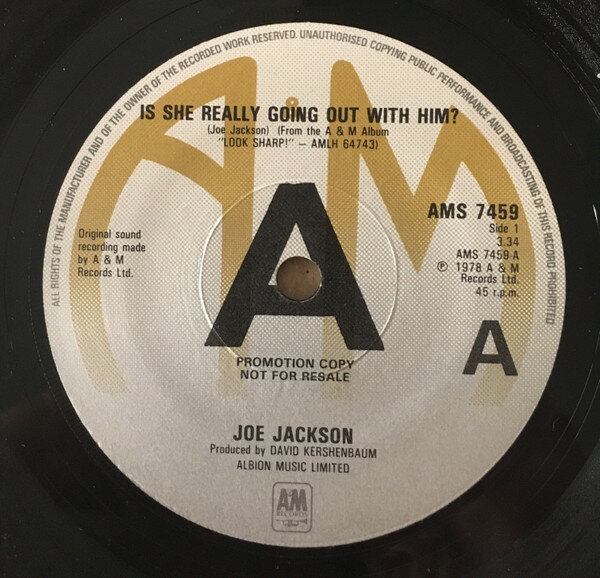 ALL RIGHTS OF THE MANUFACTURER AND OF THE OWNER OF THE RECORDED WORK RESERVED. UNAUTHORISED COPYING PUBLIC PERFORMANCE AND BROADCASTING OF THIS RECORD PROHIBITED
A&M
IS SHE REALLY GOING OUT WITH HIM?
(Joe Jackson) (From the A & M Album
"LOOK SHARP!" – AMLH 64743)
Original sound
recording made
by A & M
Records Ltd.
A
AMS 7459
Side 1
3.34
AMS 7459-A
℗ 1978 A & M
Records Ltd.
45 r.p.m.
A
PROMOTION COPY
NOT FOR RESALE
JOE JACKSON
Produced by DAVID KERSHENBAUM
ALBION MUSIC LIMITED
A&M
RECORDS